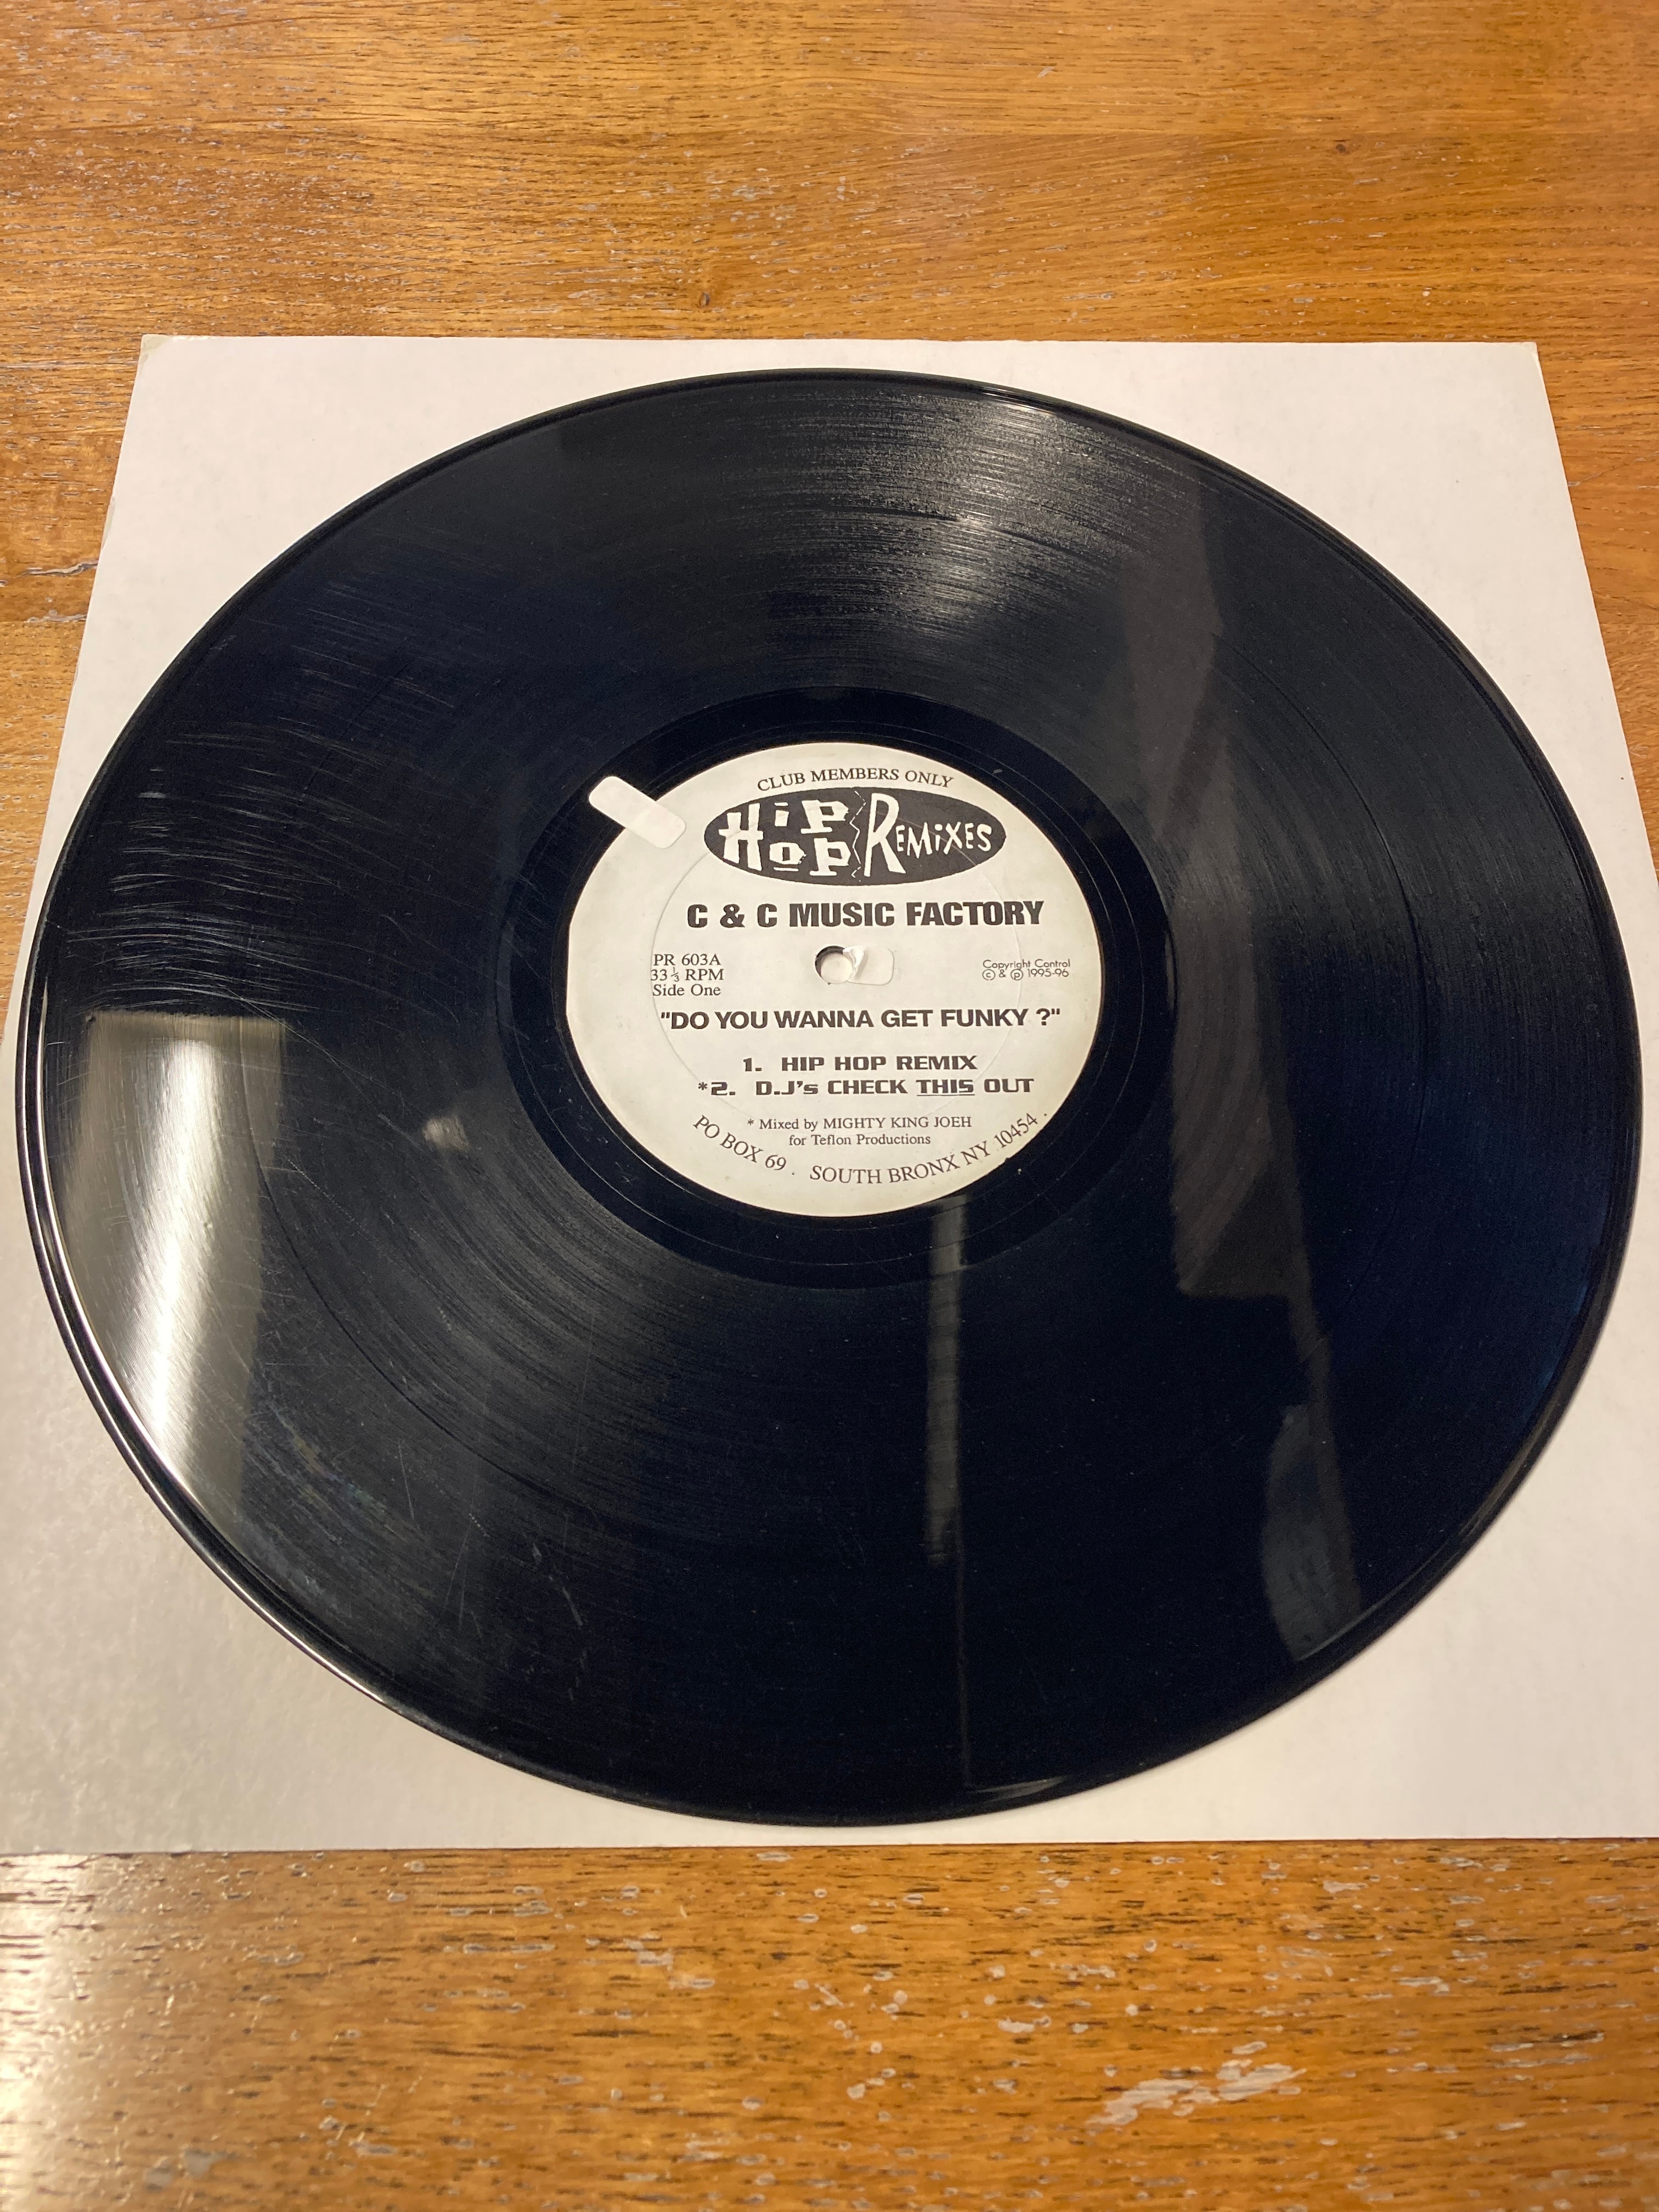 CLUB MEMBERS ONLY
HiP HoP REMiXES
C & C MUSIC FACTORY
PR 603A
33 1/3 RPM
Side One
Copyright Control
© & ℗ 1995-96
"DO YOU WANNA GET FUNKY ?"
1. HIP HOP REMIX
*2. D.J's CHECK THIS OUT
* Mixed by MIGHTY KING JOEH
for Teflon Productions
PO BOX 69 . SOUTH BRONX NY 10454 .